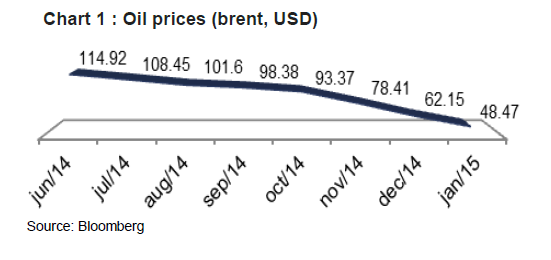 Chart 1 : Oil prices (brent, USD)
114.92 108.45 101.6 98.38 93.37 78.41 62.15 48.47
jun/14 jul/14 aug/14 sep/14 oct/14 nov/14 dec/14 jan/15
Source: Bloomberg